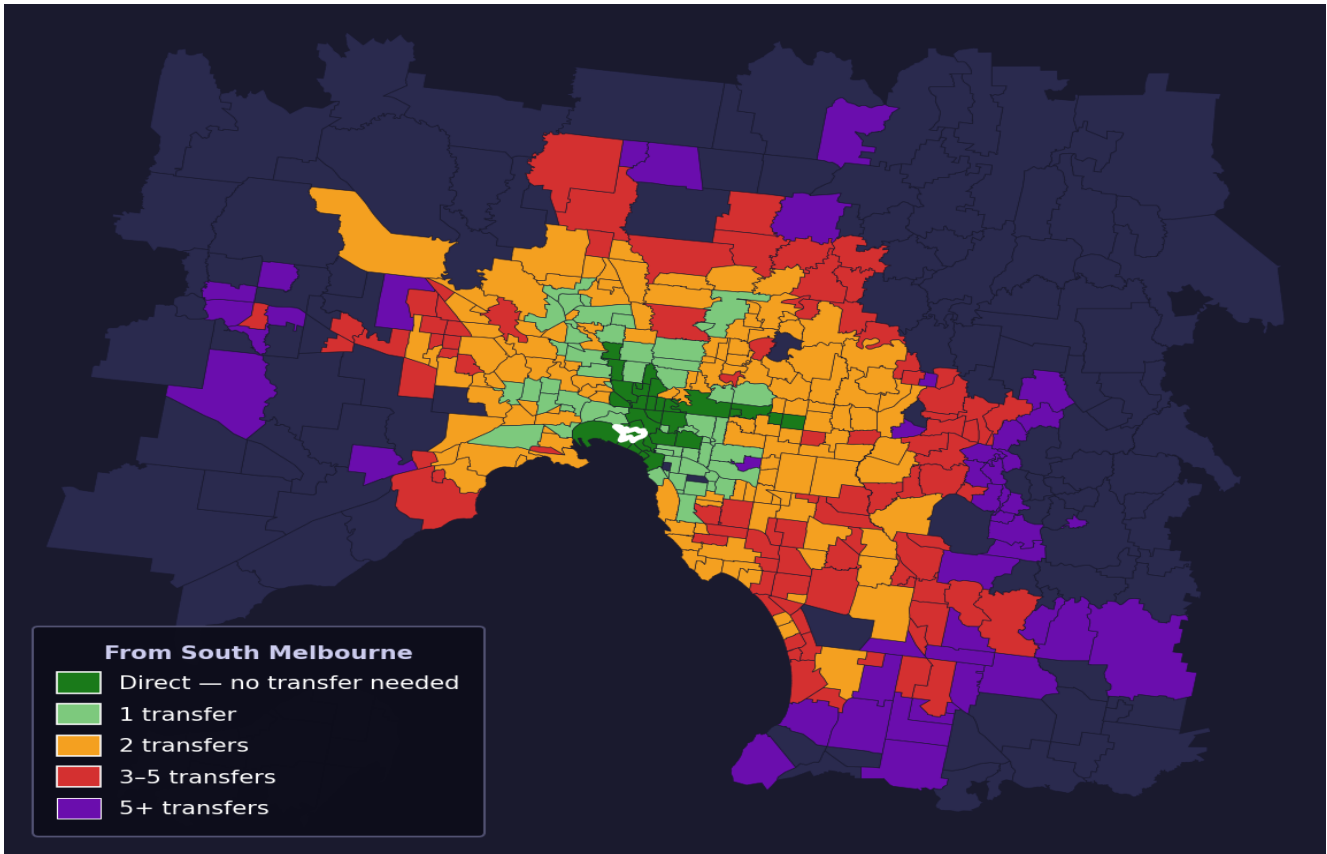 From South Melbourne
Direct — no transfer needed
1 transfer
2 transfers
3–5 transfers
5+ transfers